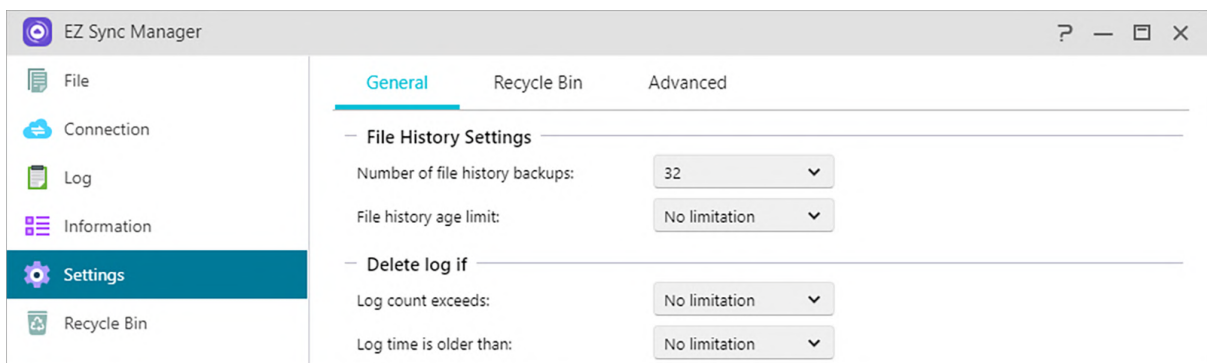 EZ Sync Manager
File
Connection
Log
Information
Settings
Recycle Bin
General Recycle Bin Advanced
File History Settings
Number of file history backups: 32
File history age limit: No limitation
Delete log if
Log count exceeds: No limitation
Log time is older than: No limitation